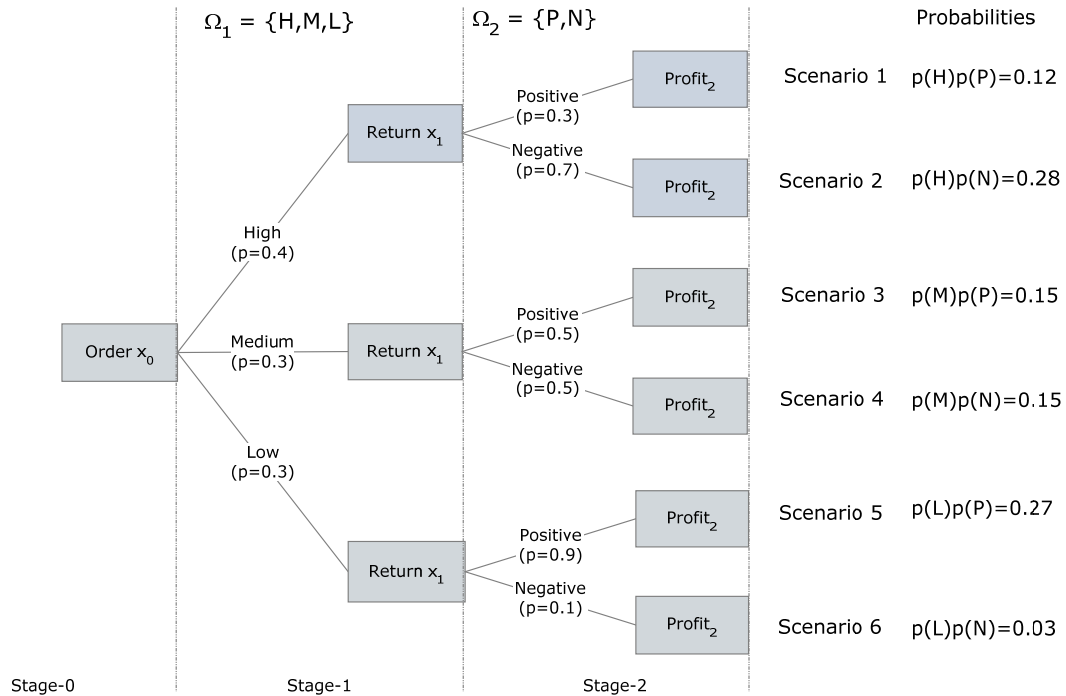 Ω₁ = {H,M,L}
Ω₂ = {P,N}
Probabilities
Order x₀
High
(p=0.4)
Medium
(p=0.3)
Low
(p=0.3)
Return x₁
Return x₁
Return x₁
Positive
(p=0.3)
Negative
(p=0.7)
Positive
(p=0.5)
Negative
(p=0.5)
Positive
(p=0.9)
Negative
(p=0.1)
Profit₂
Scenario 1 p(H)p(P)=0.12
Profit₂
Scenario 2 p(H)p(N)=0.28
Profit₂
Scenario 3 p(M)p(P)=0.15
Profit₂
Scenario 4 p(M)p(N)=0.15
Profit₂
Scenario 5 p(L)p(P)=0.27
Profit₂
Scenario 6 p(L)p(N)=0.03
Stage-0
Stage-1
Stage-2